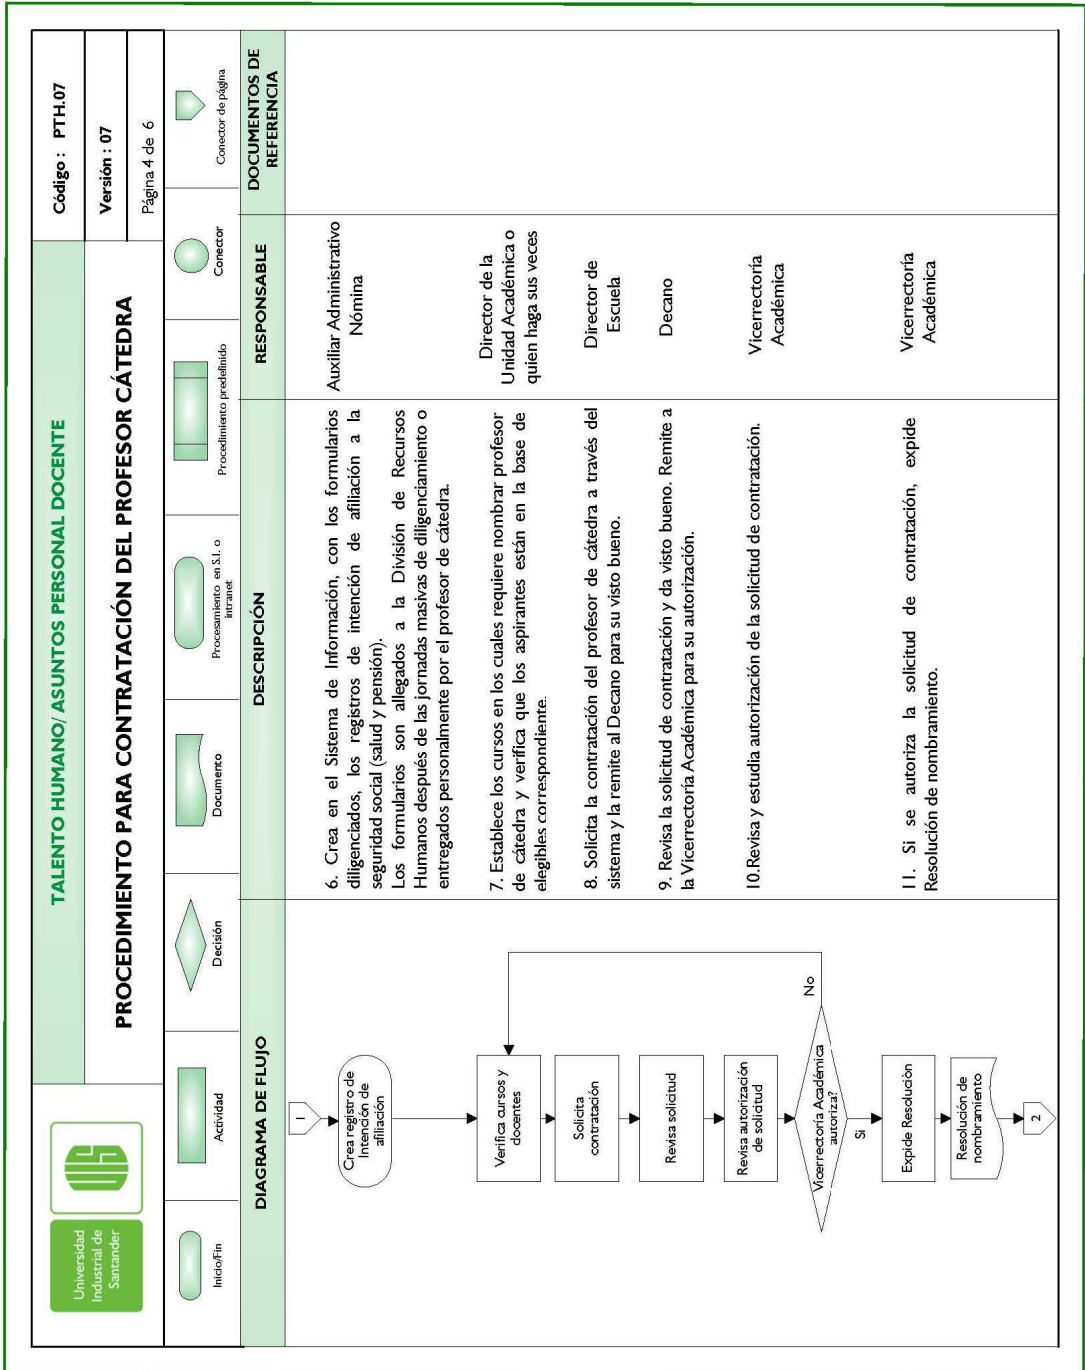 Universidad
Industrial de
Santander
TALENTO HUMANO/ ASUNTOS PERSONAL DOCENTE
PROCEDIMIENTO PARA CONTRATACIÓN DEL PROFESOR CÁTEDRA
Código : PTH.07
Versión : 07
Página 4 de 6
Inicio/Fin
Actividad
Decisión
Documento
Procesamiento en S.I. o
intranet
Procedimiento predefinido
Conector
Conector de página
DIAGRAMA DE FLUJO
DESCRIPCIÓN
RESPONSABLE
DOCUMENTOS DE
REFERENCIA
1
Crea registro de
Intención de
afiliación
Verifica cursos y
docentes
Solicita
contratación
Revisa solicitud
Revisa autorización
de solicitud
Vicerrectoría Académica
autoriza?
No
Si
Expide Resolución
Resolución de
nombramiento
2
6. Crea en el Sistema de Información, con los formularios
diligenciados, los registros de intención de afiliación a la
seguridad social (salud y pensión).
Los formularios son allegados a la División de Recursos
Humanos después de las jornadas masivas de diligenciamiento o
entregados personalmente por el profesor de cátedra.
7. Establece los cursos en los cuales requiere nombrar profesor
de cátedra y verifica que los aspirantes están en la base de
elegibles correspondiente.
8. Solicita la contratación del profesor de cátedra a través del
sistema y la remite al Decano para su visto bueno.
9. Revisa la solicitud de contratación y da visto bueno. Remite a
la Vicerrectoría Académica para su autorización.
10.Revisa y estudia autorización de la solicitud de contratación.
11. Si se autoriza la solicitud de contratación, expide
Resolución de nombramiento.
Auxiliar Administrativo
Nómina
Director de la
Unidad Académica o
quien haga sus veces
Director de
Escuela
Decano
Vicerrectoría
Académica
Vicerrectoría
Académica